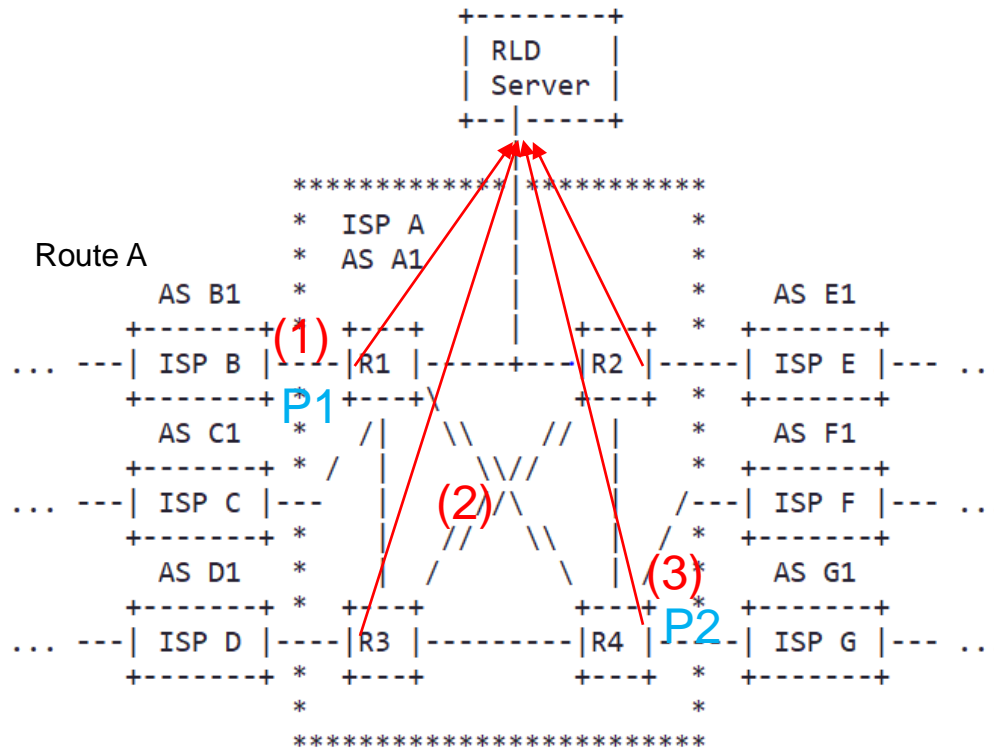 RLD
Server
ISP A
AS A1
Route A
AS B1
AS E1
(1)
... ---| ISP B |----|R1 |-----+---|R2 |-----| ISP E |--- ..
P1
AS C1
AS F1
... ---| ISP C |---
/---| ISP F |--- ..
(2)
AS D1
(3)
AS G1
P2
... ---| ISP D |----|R3 |---------|R4 |-----| ISP G |--- ..